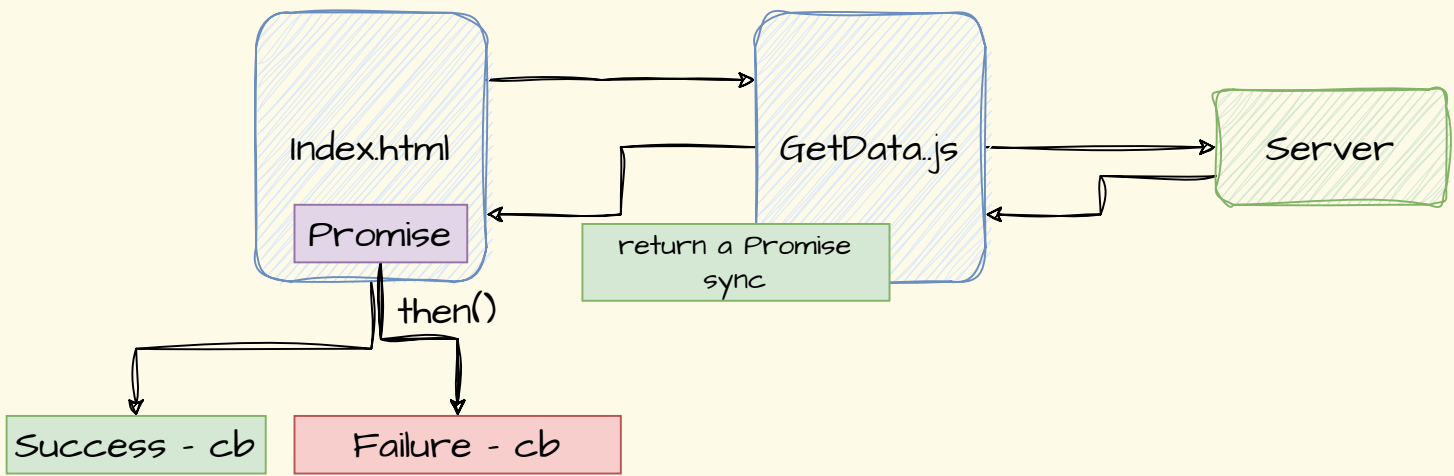 Index.html
GetData..js
Server
Promise
return a Promise
sync
then()
Success - cb
Failure - cb